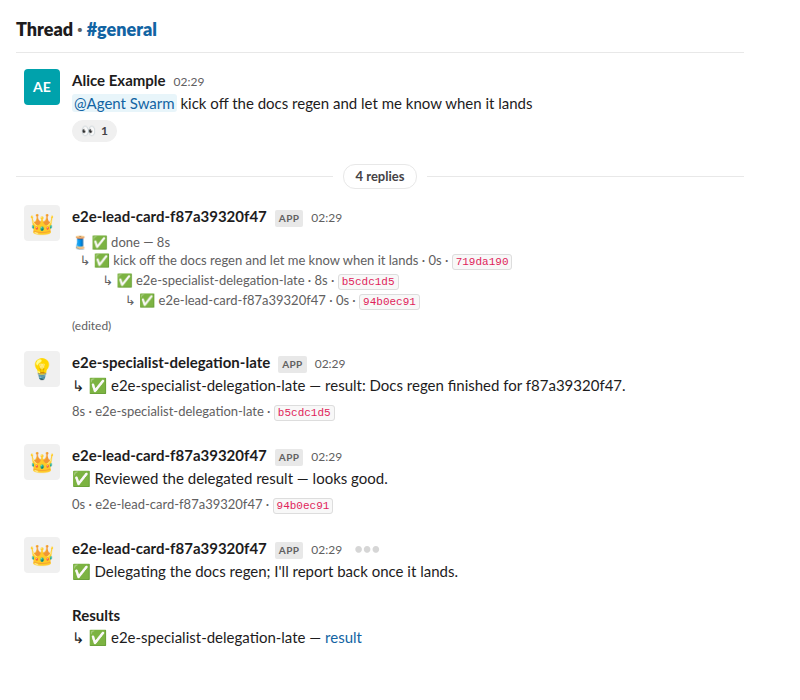 Thread • #general
AE
Alice Example 02:29
@Agent Swarm kick off the docs regen and let me know when it lands
👀 1
4 replies
e2e-lead-card-f87a39320f47 APP 02:29
🧵 ✅ done — 8s
↳ ✅ kick off the docs regen and let me know when it lands · 0s · 719da190
↳ ✅ e2e-specialist-delegation-late · 8s · b5cdc1d5
↳ ✅ e2e-lead-card-f87a39320f47 · 0s · 94b0ec91
(edited)
e2e-specialist-delegation-late APP 02:29
↳ ✅ e2e-specialist-delegation-late — result: Docs regen finished for f87a39320f47.
8s · e2e-specialist-delegation-late · b5cdc1d5
e2e-lead-card-f87a39320f47 APP 02:29
✅ Reviewed the delegated result — looks good.
0s · e2e-lead-card-f87a39320f47 · 94b0ec91
e2e-lead-card-f87a39320f47 APP 02:29
✅ Delegating the docs regen; I'll report back once it lands.
Results
↳ ✅ e2e-specialist-delegation-late — result